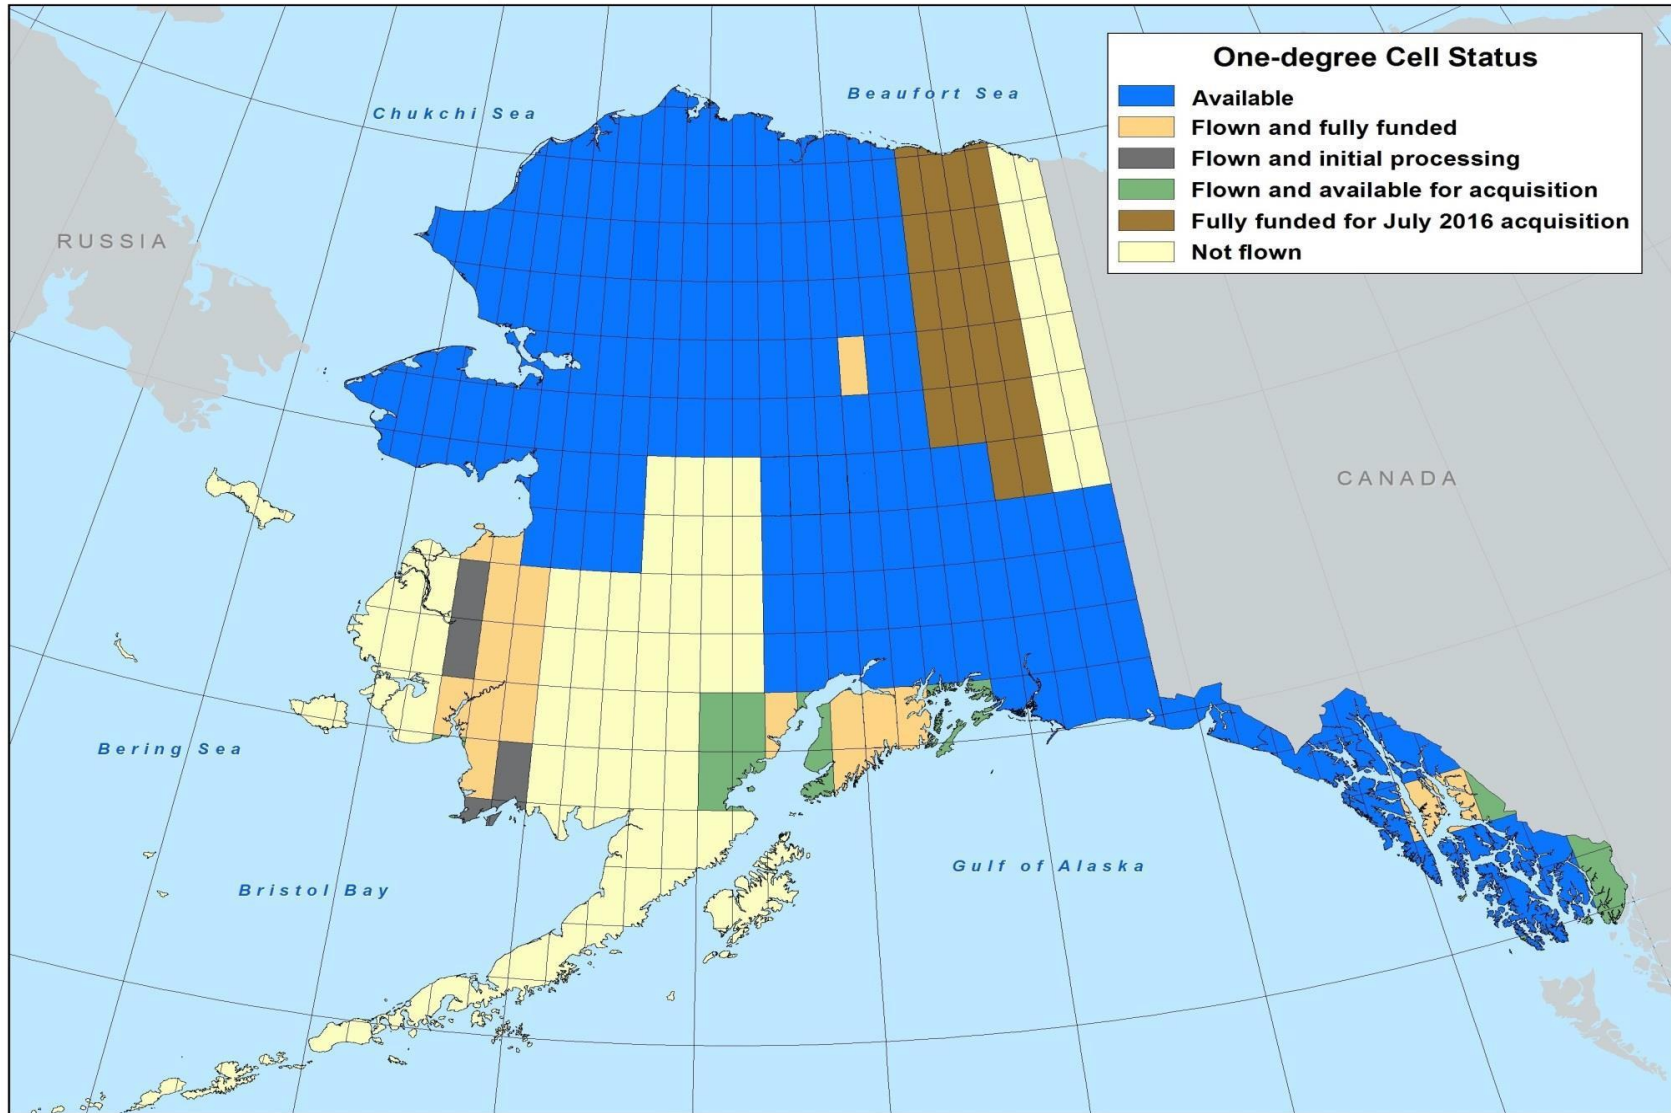 One-degree Cell Status
Available
Flown and fully funded
Flown and initial processing
Flown and available for acquisition
Fully funded for July 2016 acquisition
Not flown
Chukchi Sea
Beaufort Sea
RUSSIA
CANADA
Bering Sea
Bristol Bay
Gulf of Alaska